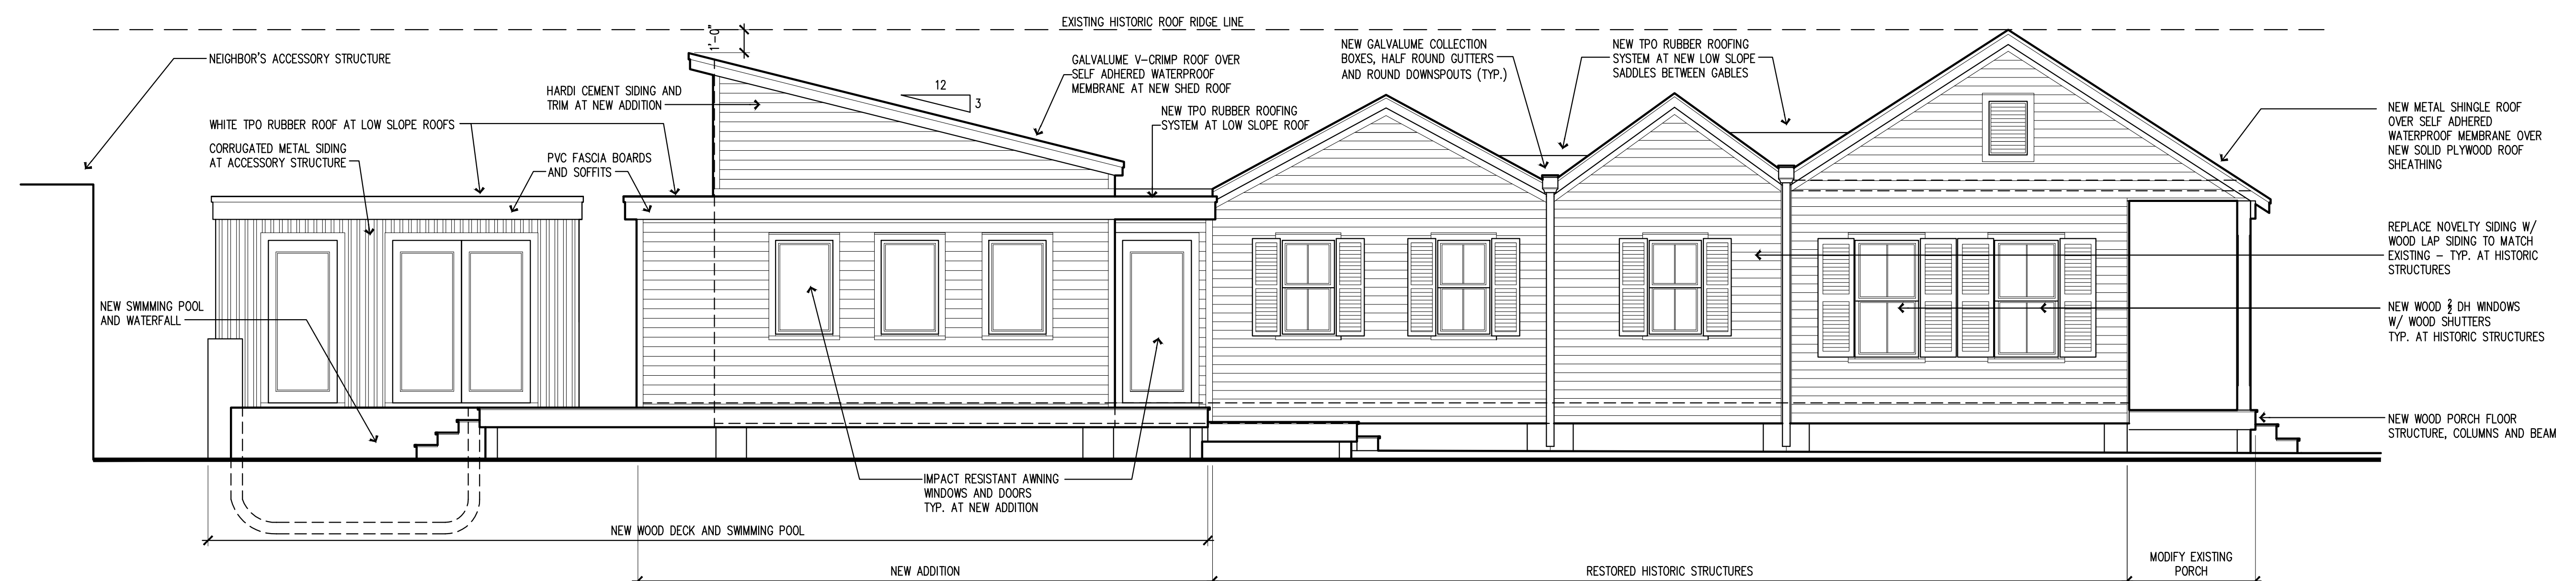 EXISTING HISTORIC ROOF RIDGE LINE
1'-0"
NEIGHBOR'S ACCESSORY STRUCTURE
HARDI CEMENT SIDING AND
TRIM AT NEW ADDITION
12
3
GALVALUME V-CRIMP ROOF OVER
SELF ADHERED WATERPROOF
MEMBRANE AT NEW SHED ROOF
NEW TPO RUBBER ROOFING
SYSTEM AT LOW SLOPE ROOF
NEW GALVALUME COLLECTION
BOXES, HALF ROUND GUTTERS
AND ROUND DOWNSPOUTS (TYP.)
NEW TPO RUBBER ROOFING
SYSTEM AT NEW LOW SLOPE
SADDLES BETWEEN GABLES
NEW METAL SHINGLE ROOF
OVER SELF ADHERED
WATERPROOF MEMBRANE OVER
NEW SOLID PLYWOOD ROOF
SHEATHING
WHITE TPO RUBBER ROOF AT LOW SLOPE ROOFS
CORRUGATED METAL SIDING
AT ACCESSORY STRUCTURE
PVC FASCIA BOARDS
AND SOFFITS
REPLACE NOVELTY SIDING W/
WOOD LAP SIDING TO MATCH
EXISTING – TYP. AT HISTORIC
STRUCTURES
NEW SWIMMING POOL
AND WATERFALL
NEW WOOD 2/2 DH WINDOWS
W/ WOOD SHUTTERS
TYP. AT HISTORIC STRUCTURES
NEW WOOD PORCH FLOOR
STRUCTURE, COLUMNS AND BEAM
IMPACT RESISTANT AWNING
WINDOWS AND DOORS
TYP. AT NEW ADDITION
NEW WOOD DECK AND SWIMMING POOL
NEW ADDITION
RESTORED HISTORIC STRUCTURES
MODIFY EXISTING
PORCH